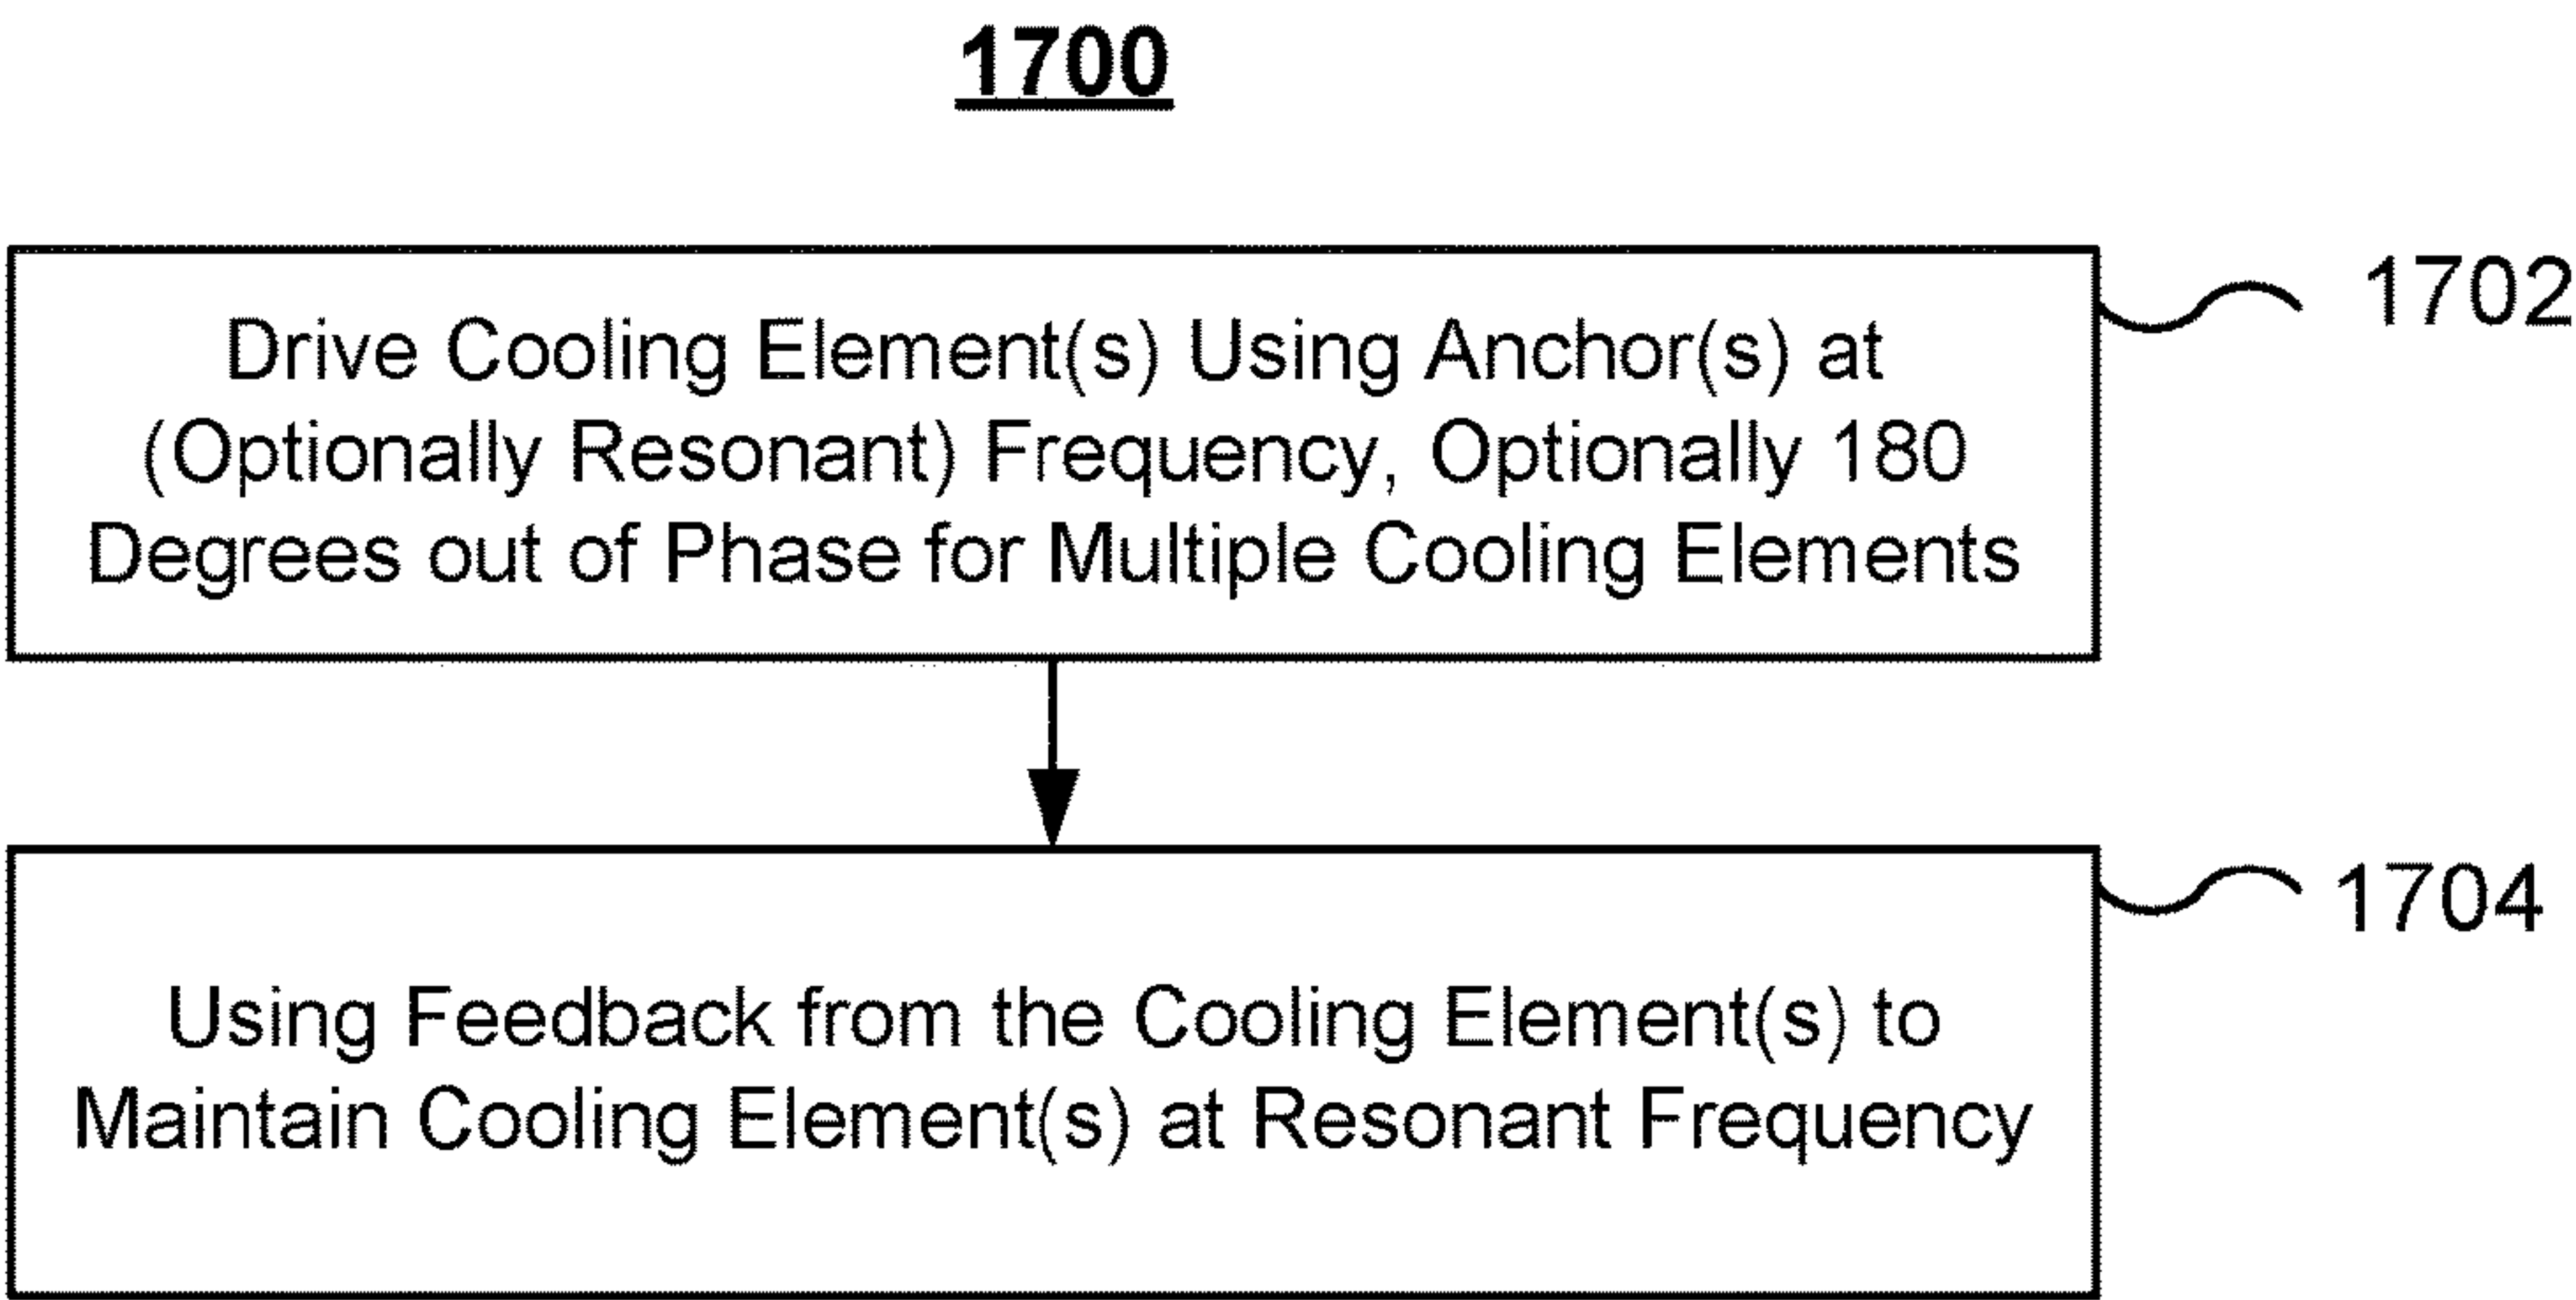 1700
Drive Cooling Element(s) Using Anchor(s) at
(Optionally Resonant) Frequency, Optionally 180
Degrees out of Phase for Multiple Cooling Elements
1702
Using Feedback from the Cooling Element(s) to
Maintain Cooling Element(s) at Resonant Frequency
1704